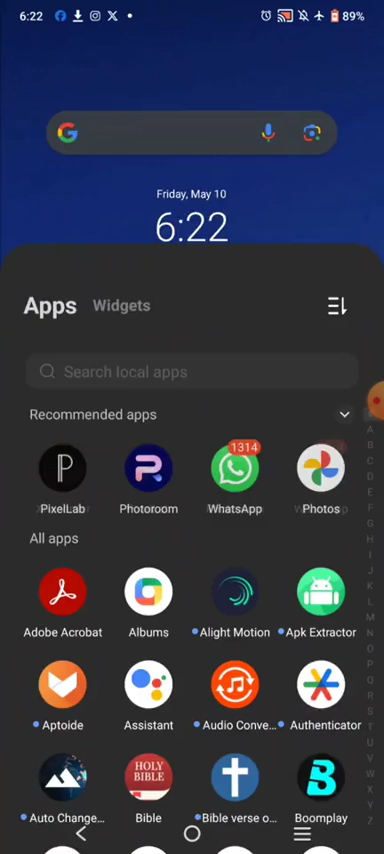 6:22
89%
Friday, May 10
6:22
Apps Widgets
Search local apps
Recommended apps
1314
PixelLab Photoroom WhatsApp Photos
All apps
Adobe Acrobat Albums Alight Motion Apk Extractor
Aptoide Assistant Audio Conve... Authenticator
HOLY
BIBLE
Auto Change... Bible Bible verse o... Boomplay
A
B
C
D
E
F
G
H
I
J
K
L
M
N
O
P
Q
R
S
T
U
V
W
X
Y
Z